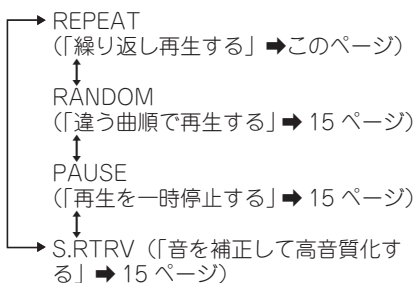 REPEAT
(「繰り返し再生する」➡このページ)
RANDOM
(「違う曲順で再生する」➡ 15 ページ)
PAUSE
(「再生を一時停止する」➡ 15 ページ)
S.RTRV(「音を補正して高音質化す
る」➡ 15 ページ)